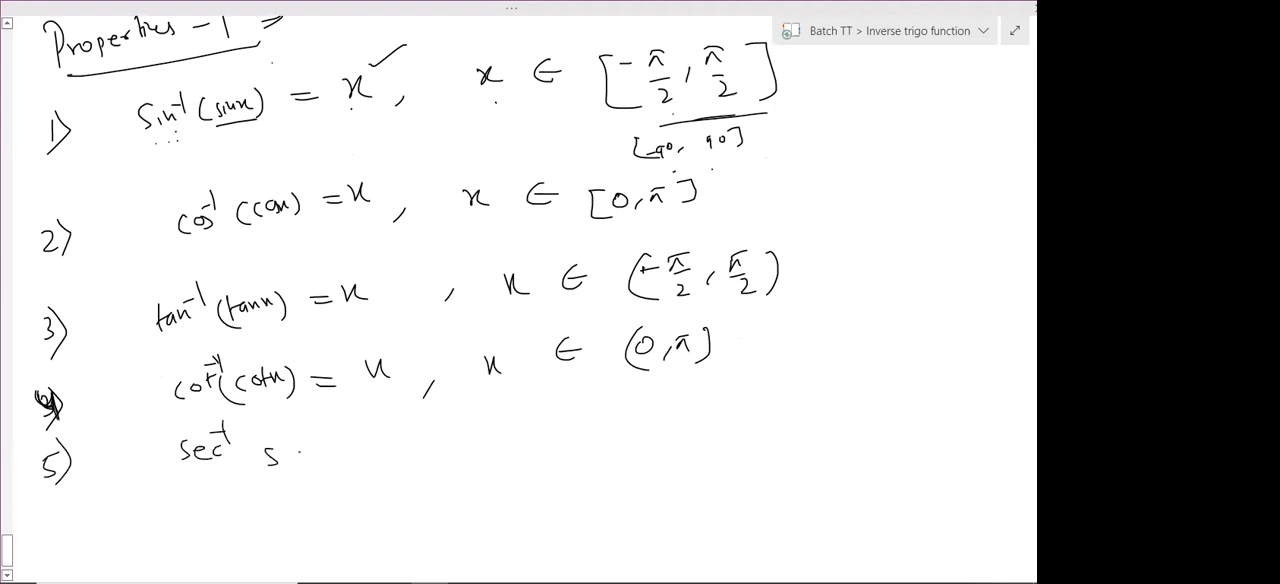 Batch TT > Inverse trigo function
Properties - 1 ⇒
1) sin⁻¹(sinx) = x, x ∈ [-π/2, π/2]
[-90, 90]
2) cos⁻¹(cosx) = x, x ∈ [0, π]
3) tan⁻¹(tanx) = x, x ∈ (-π/2, π/2)
cot⁻¹(cotx) = x, x ∈ (0, π)
5) sec⁻¹ s